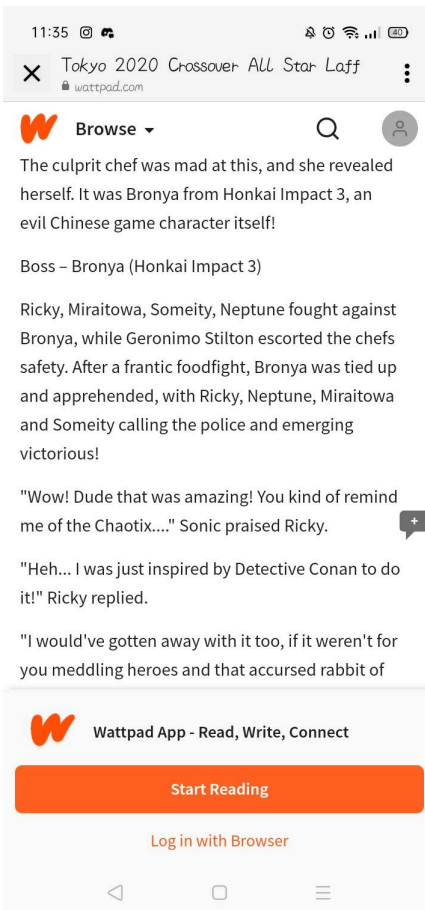 11:35
40
Tokyo 2020 Crossover All Star Laff
wattpad.com
Browse
The culprit chef was mad at this, and she revealed
herself. It was Bronya from Honkai Impact 3, an
evil Chinese game character itself!
Boss – Bronya (Honkai Impact 3)
Ricky, Miraitowa, Someity, Neptune fought against
Bronya, while Geronimo Stilton escorted the chefs
safety. After a frantic foodfight, Bronya was tied up
and apprehended, with Ricky, Neptune, Miraitowa
and Someity calling the police and emerging
victorious!
"Wow! Dude that was amazing! You kind of remind
me of the Chaotix...." Sonic praised Ricky.
"Heh... I was just inspired by Detective Conan to do
it!" Ricky replied.
"I would've gotten away with it too, if it weren't for
you meddling heroes and that accursed rabbit of
Wattpad App - Read, Write, Connect
Start Reading
Log in with Browser